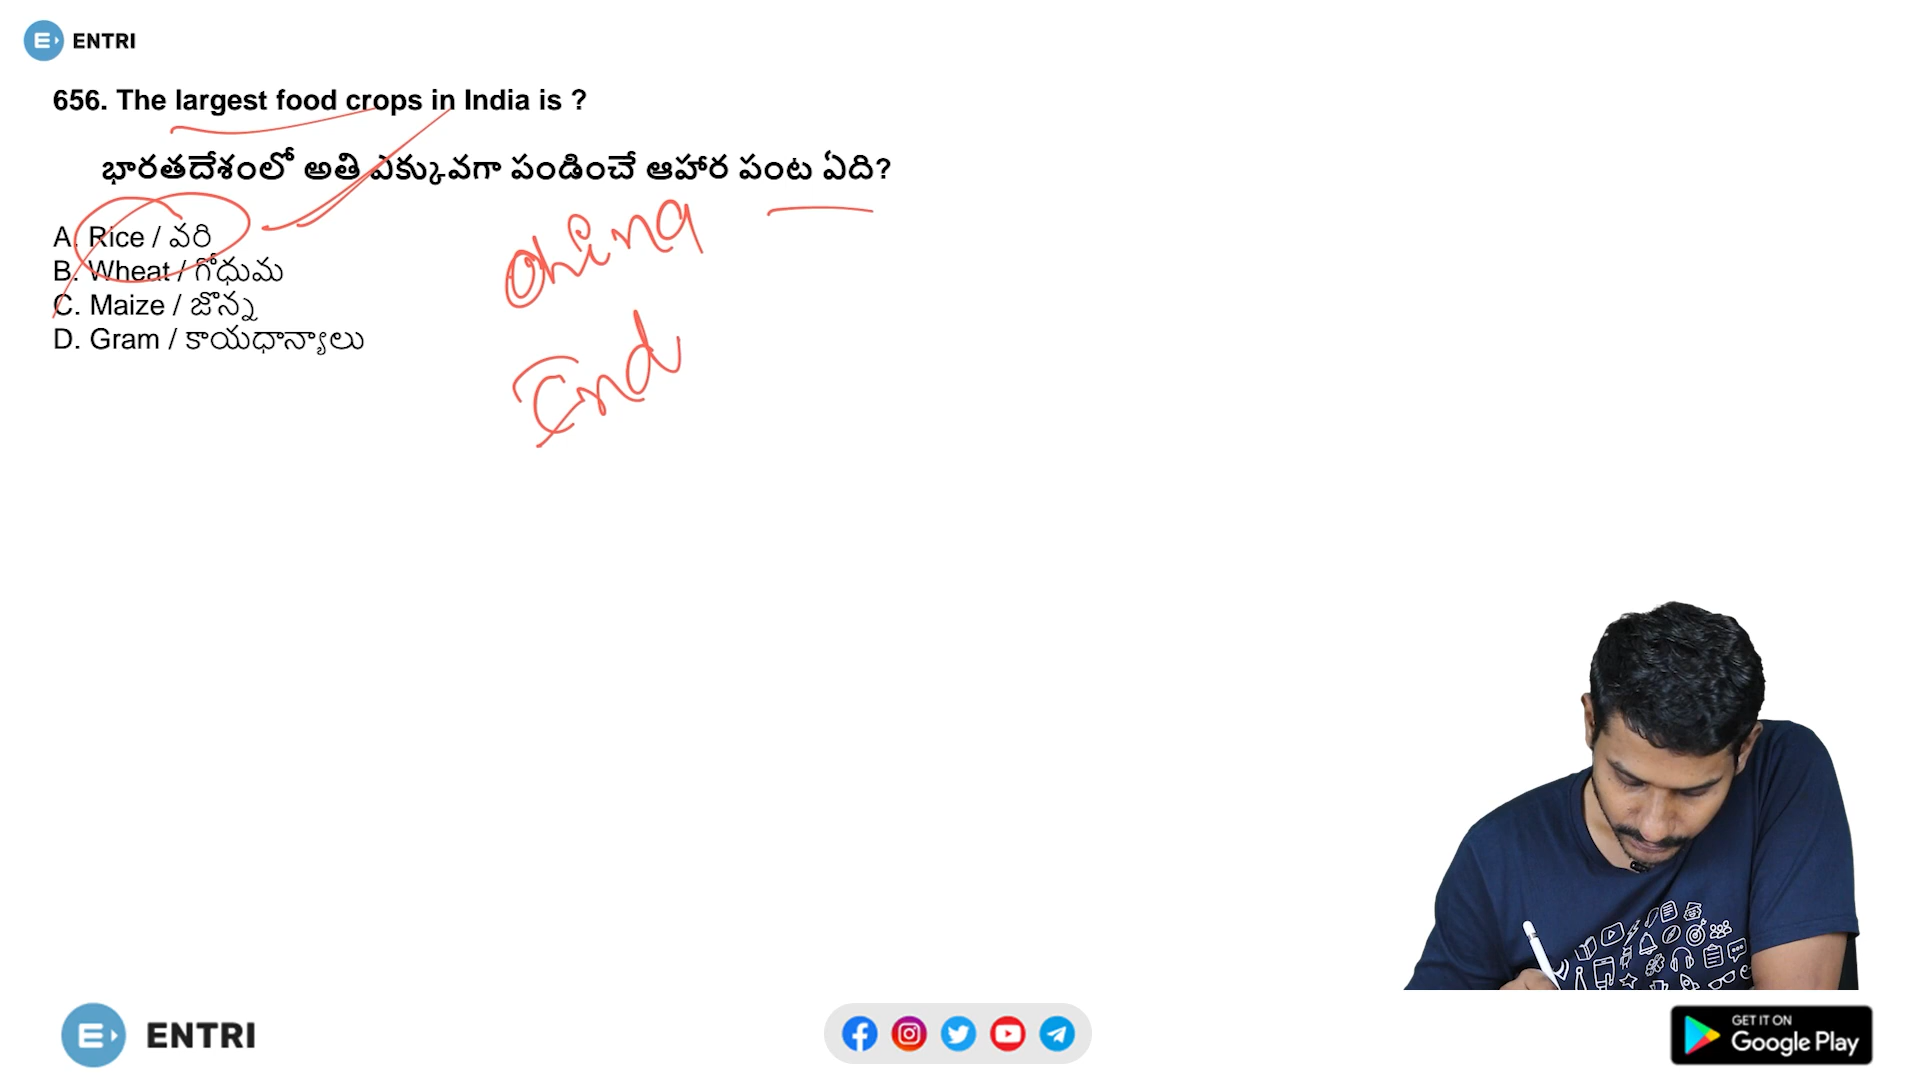 ENTRI
656. The largest food crops in India is ?
భారతదేశంలో అతి ఎక్కువగా పండించే ఆహార పంట ఏది?
A. Rice / వరి
B. Wheat / గోధుమ
C. Maize / జొన్న
D. Gram / కాయధాన్యాలు
China
Ind
ENTRI
GET IT ON
Google Play